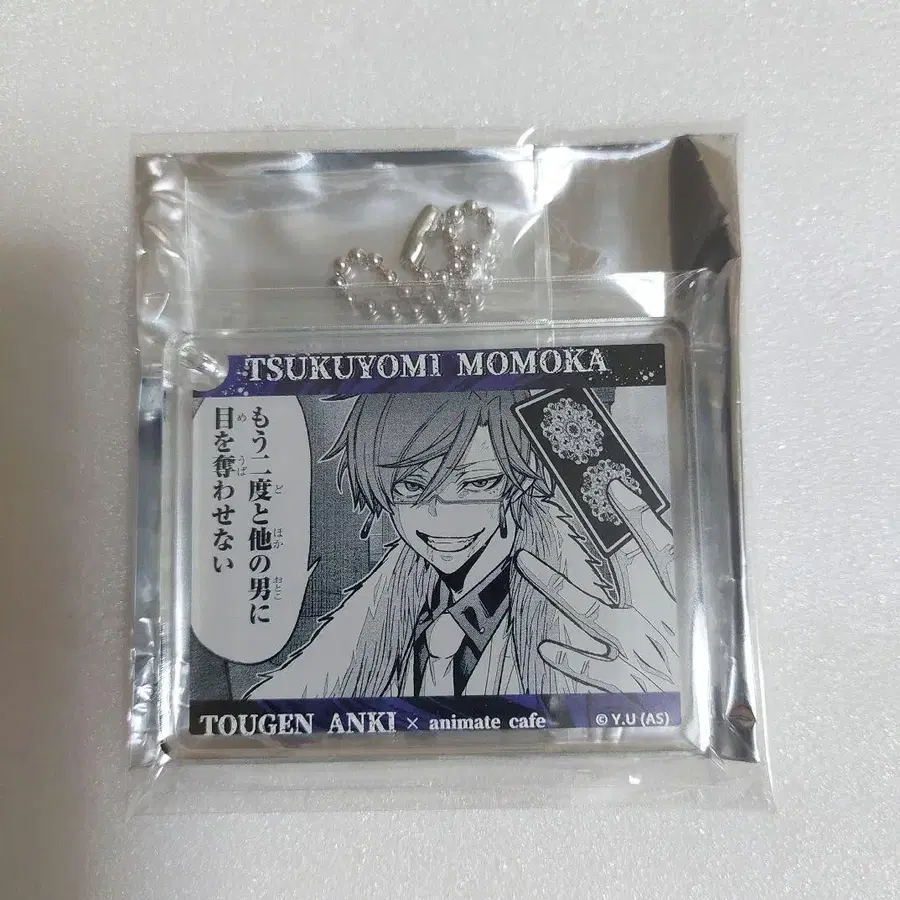 TSUKUYOMI MOMOKA
もう二度と他の男に
目を奪わせない
TOUGEN ANKI × animate cafe
© Y.U (AS)